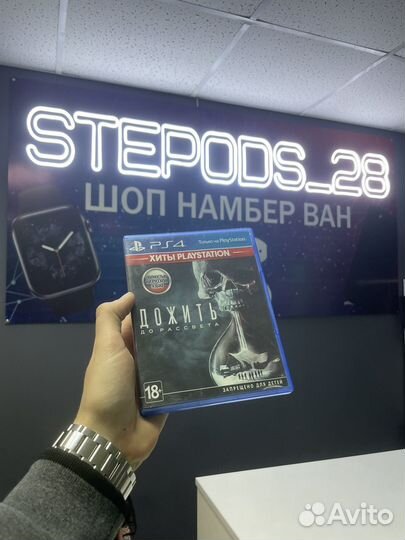 STEPODS_28
ШОП НАМБЕР ВАН
PS4
Только на PlayStation
ХИТЫ PLAYSTATION
ДОЖИТЬ
ДО РАССВЕТА
18+
ЗАПРЕЩЕНО ДЛЯ ДЕТЕЙ
Avito